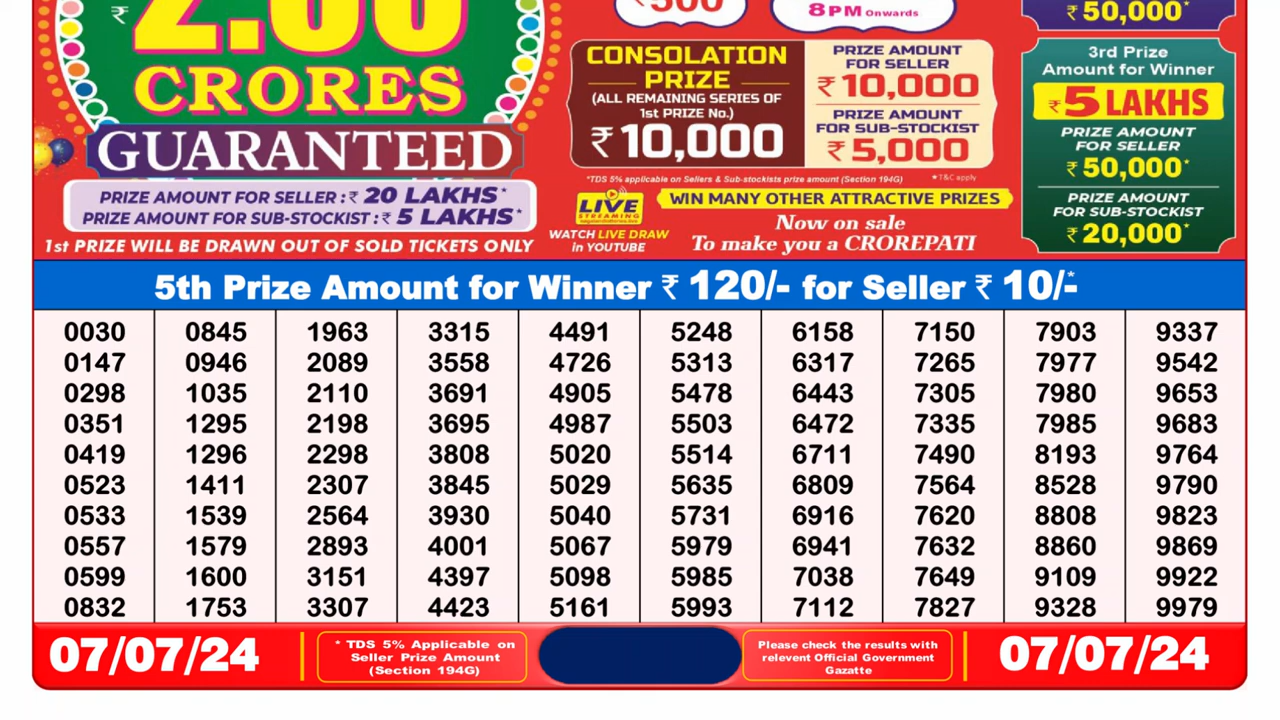 ₹ 2.00
CRORES
GUARANTEED
PRIZE AMOUNT FOR SELLER :₹ 20 LAKHS*
PRIZE AMOUNT FOR SUB-STOCKIST :₹ 5 LAKHS*
1st PRIZE WILL BE DRAWN OUT OF SOLD TICKETS ONLY
₹500
8PM Onwards
CONSOLATION
PRIZE
(ALL REMAINING SERIES OF
1st PRIZE No.)
₹ 10,000
PRIZE AMOUNT
FOR SELLER
₹ 10,000
PRIZE AMOUNT
FOR SUB-STOCKIST
₹ 5,000
*TDS 5% applicable on Sellers & Sub-stockists prize amount (Section 194G)
★T&C apply
LIVE
STREAMING
WATCH LIVE DRAW
in YOUTUBE
WIN MANY OTHER ATTRACTIVE PRIZES
Now on sale
To make you a CROREPATI
₹ 50,000*
3rd Prize
Amount for Winner
₹ 5 LAKHS
PRIZE AMOUNT
FOR SELLER
₹ 50,000*
PRIZE AMOUNT
FOR SUB-STOCKIST
₹ 20,000*
5th Prize Amount for Winner ₹ 120/- for Seller ₹ 10/-*
0030 0845 1963 3315 4491 5248 6158 7150 7903 9337
0147 0946 2089 3558 4726 5313 6317 7265 7977 9542
0298 1035 2110 3691 4905 5478 6443 7305 7980 9653
0351 1295 2198 3695 4987 5503 6472 7335 7985 9683
0419 1296 2298 3808 5020 5514 6711 7490 8193 9764
0523 1411 2307 3845 5029 5635 6809 7564 8528 9790
0533 1539 2564 3930 5040 5731 6916 7620 8808 9823
0557 1579 2893 4001 5067 5979 6941 7632 8860 9869
0599 1600 3151 4397 5098 5985 7038 7649 9109 9922
0832 1753 3307 4423 5161 5993 7112 7827 9328 9979
07/07/24
* TDS 5% Applicable on
Seller Prize Amount
(Section 194G)
Please check the results with
relevent Official Government
Gazatte
07/07/24